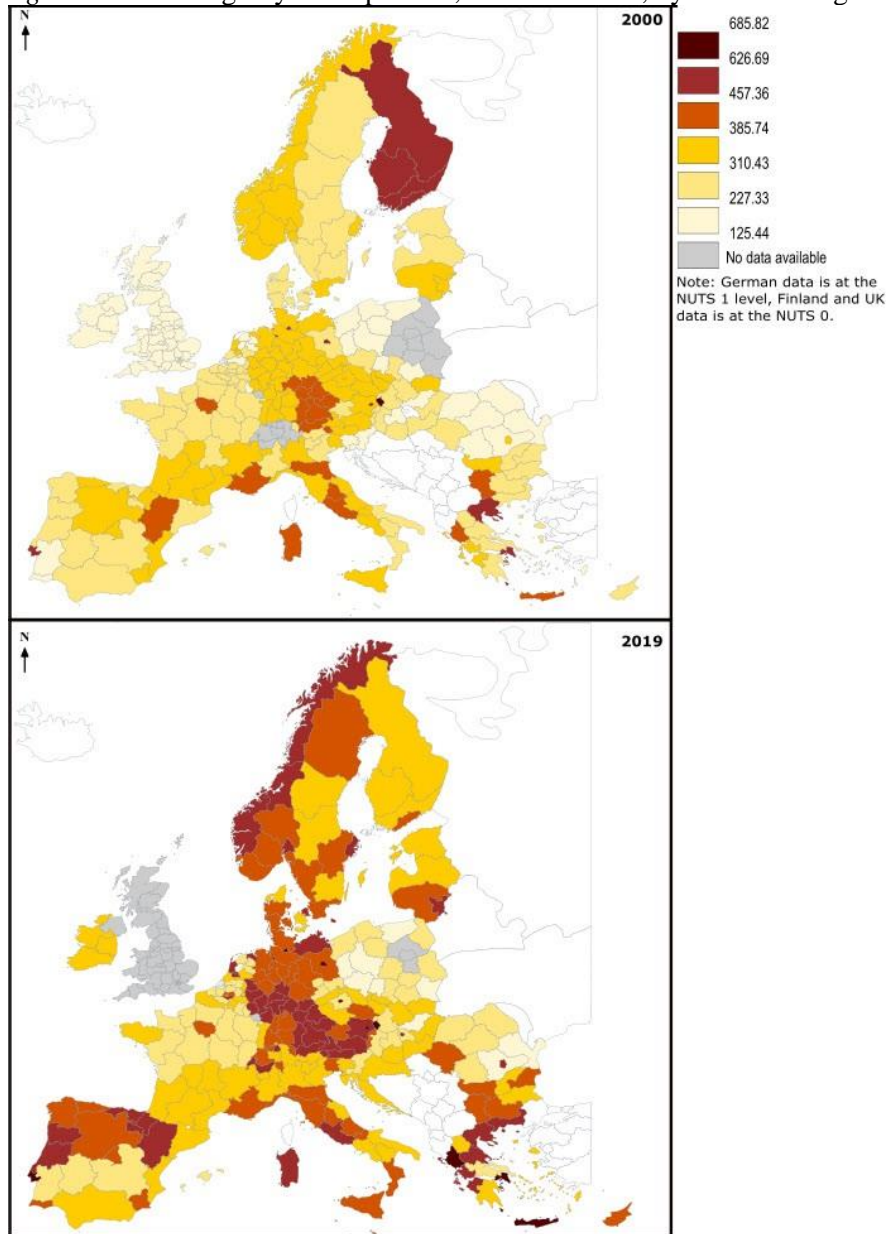 N
2000
685.82
626.69
457.36
385.74
310.43
227.33
125.44
No data available
Note: German data is at the
NUTS 1 level, Finland and UK
data is at the NUTS 0.
N
2019